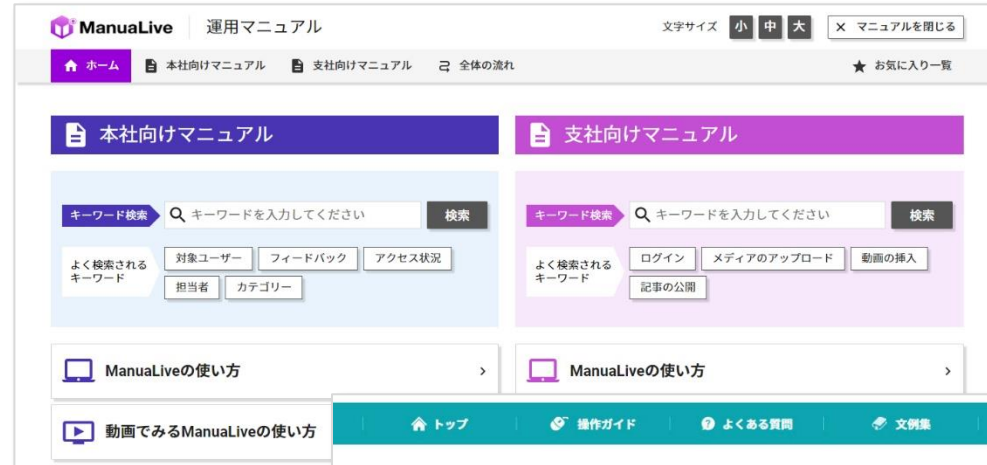 ManuaLive 運用マニュアル
文字サイズ 小 中 大 × マニュアルを閉じる
ホーム 本社向けマニュアル 支社向けマニュアル 全体の流れ
★ お気に入り一覧
本社向けマニュアル
キーワード検索 キーワードを入力してください 検索
よく検索される
キーワード
対象ユーザー フィードバック アクセス状況
担当者 カテゴリー
ManuaLiveの使い方 ›
動画でみるManuaLiveの使い方
支社向けマニュアル
キーワード検索 キーワードを入力してください 検索
よく検索される
キーワード
ログイン メディアのアップロード 動画の挿入
記事の公開
ManuaLiveの使い方 ›
トップ 操作ガイド よくある質問 文例集